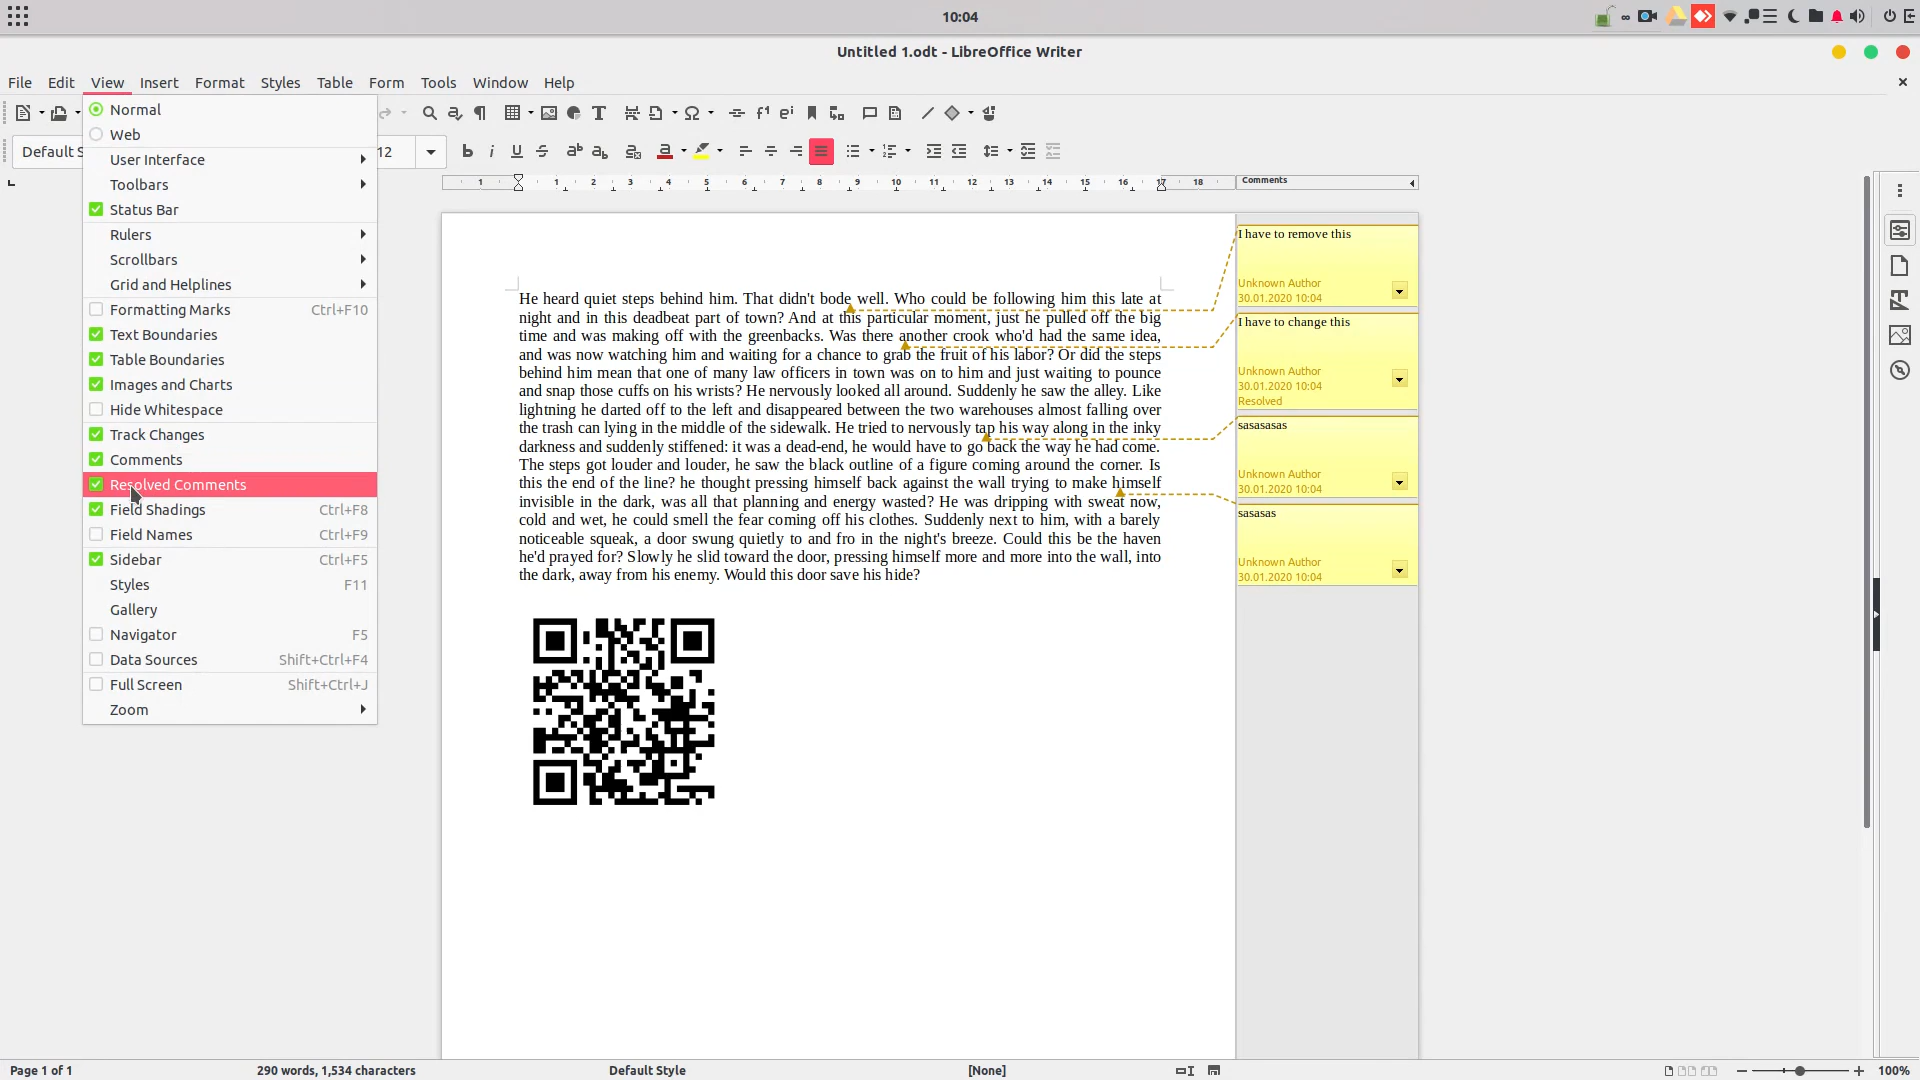 10:04
Untitled 1.odt - LibreOffice Writer
File Edit View Insert Format Styles Table Form Tools Window Help
Normal
Web
User Interface
Toolbars
Status Bar
Rulers
Scrollbars
Grid and Helplines
Formatting Marks Ctrl+F10
Text Boundaries
Table Boundaries
Images and Charts
Hide Whitespace
Track Changes
Comments
Resolved Comments
Field Shadings Ctrl+F8
Field Names Ctrl+F9
Sidebar Ctrl+F5
Styles F11
Gallery
Navigator F5
Data Sources Shift+Ctrl+F4
Full Screen Shift+Ctrl+J
Zoom
Default S
12
1 1 2 3 4 5 6 7 8 9 10 11 12 13 14 15 16 17 18
Comments
He heard quiet steps behind him. That didn't bode well. Who could be following him this late at
night and in this deadbeat part of town? And at this particular moment, just he pulled off the big
time and was making off with the greenbacks. Was there another crook who'd had the same idea,
and was now watching him and waiting for a chance to grab the fruit of his labor? Or did the steps
behind him mean that one of many law officers in town was on to him and just waiting to pounce
and snap those cuffs on his wrists? He nervously looked all around. Suddenly he saw the alley. Like
lightning he darted off to the left and disappeared between the two warehouses almost falling over
the trash can lying in the middle of the sidewalk. He tried to nervously tap his way along in the inky
darkness and suddenly stiffened: it was a dead-end, he would have to go back the way he had come.
The steps got louder and louder, he saw the black outline of a figure coming around the corner. Is
this the end of the line? he thought pressing himself back against the wall trying to make himself
invisible in the dark, was all that planning and energy wasted? He was dripping with sweat now,
cold and wet, he could smell the fear coming off his clothes. Suddenly next to him, with a barely
noticeable squeak, a door swung quietly to and fro in the night's breeze. Could this be the haven
he'd prayed for? Slowly he slid toward the door, pressing himself more and more into the wall, into
the dark, away from his enemy. Would this door save his hide?
I have to remove this
Unknown Author
30.01.2020 10:04
I have to change this
Unknown Author
30.01.2020 10:04
Resolved
sasasasas
Unknown Author
30.01.2020 10:04
sasasas
Unknown Author
30.01.2020 10:04
Page 1 of 1 290 words, 1,534 characters Default Style [None] 100%